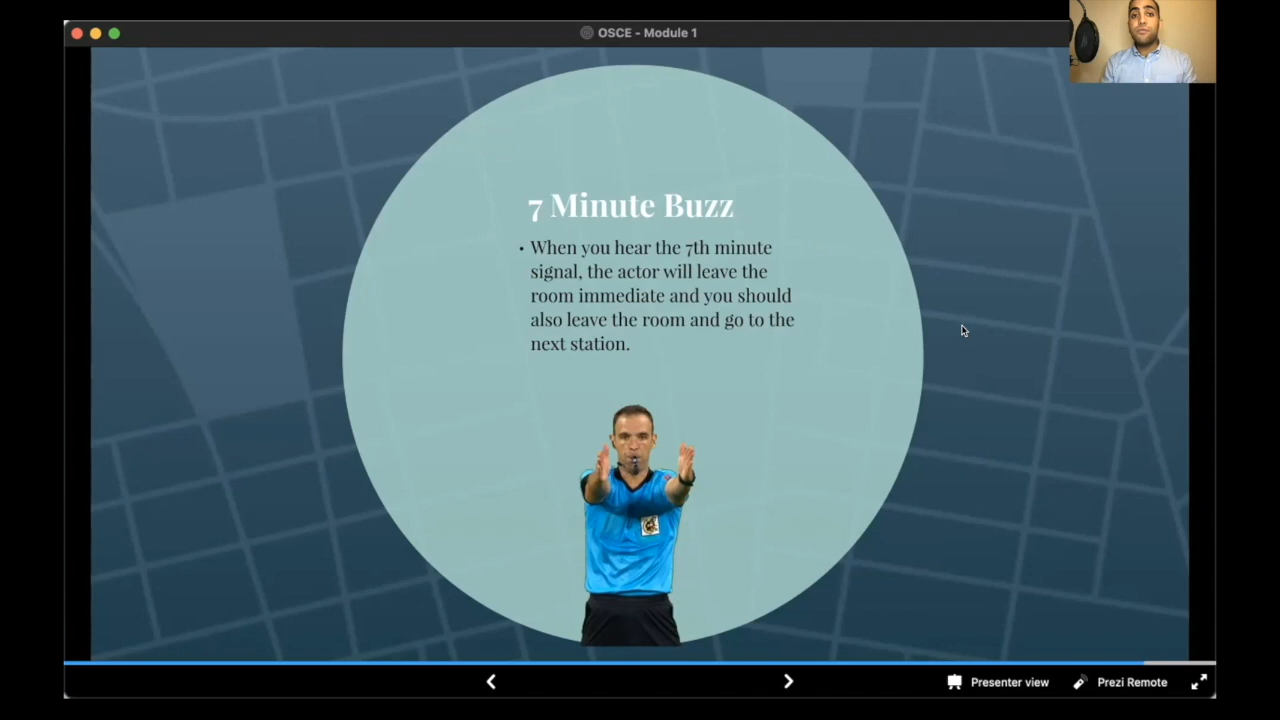 OSCE - Module 1
7 Minute Buzz
• When you hear the 7th minute
signal, the actor will leave the
room immediate and you should
also leave the room and go to the
next station.
Presenter view
Prezi Remote